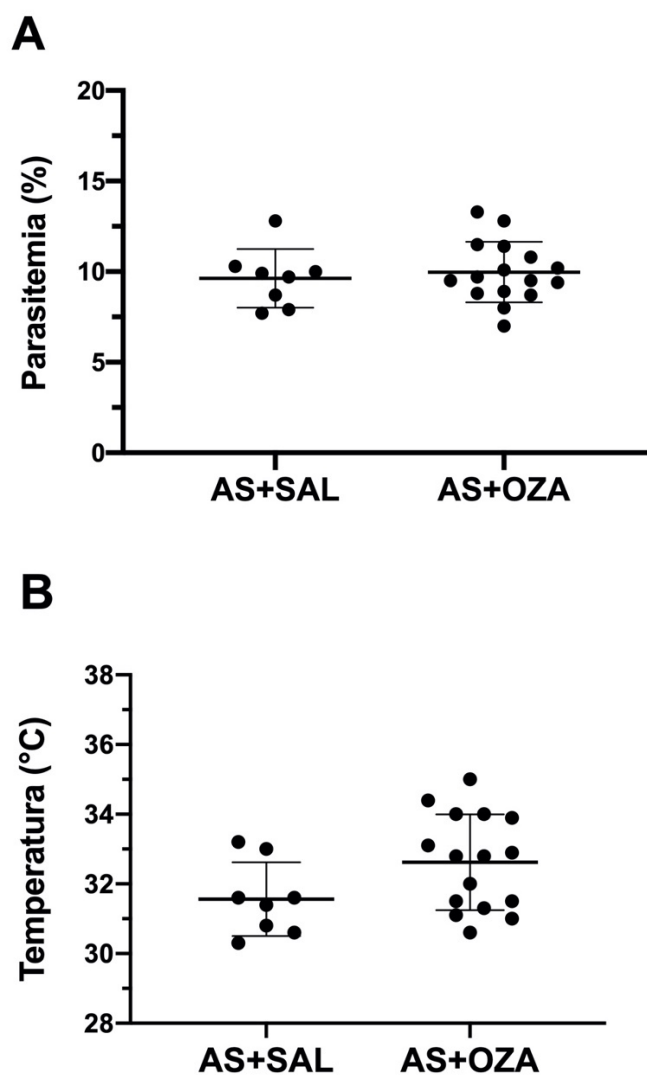 A
Parasitemia (%)
20
15
10
5
0
AS+SAL AS+OZA
B
Temperatura (°C)
38
36
34
32
30
28
AS+SAL AS+OZA